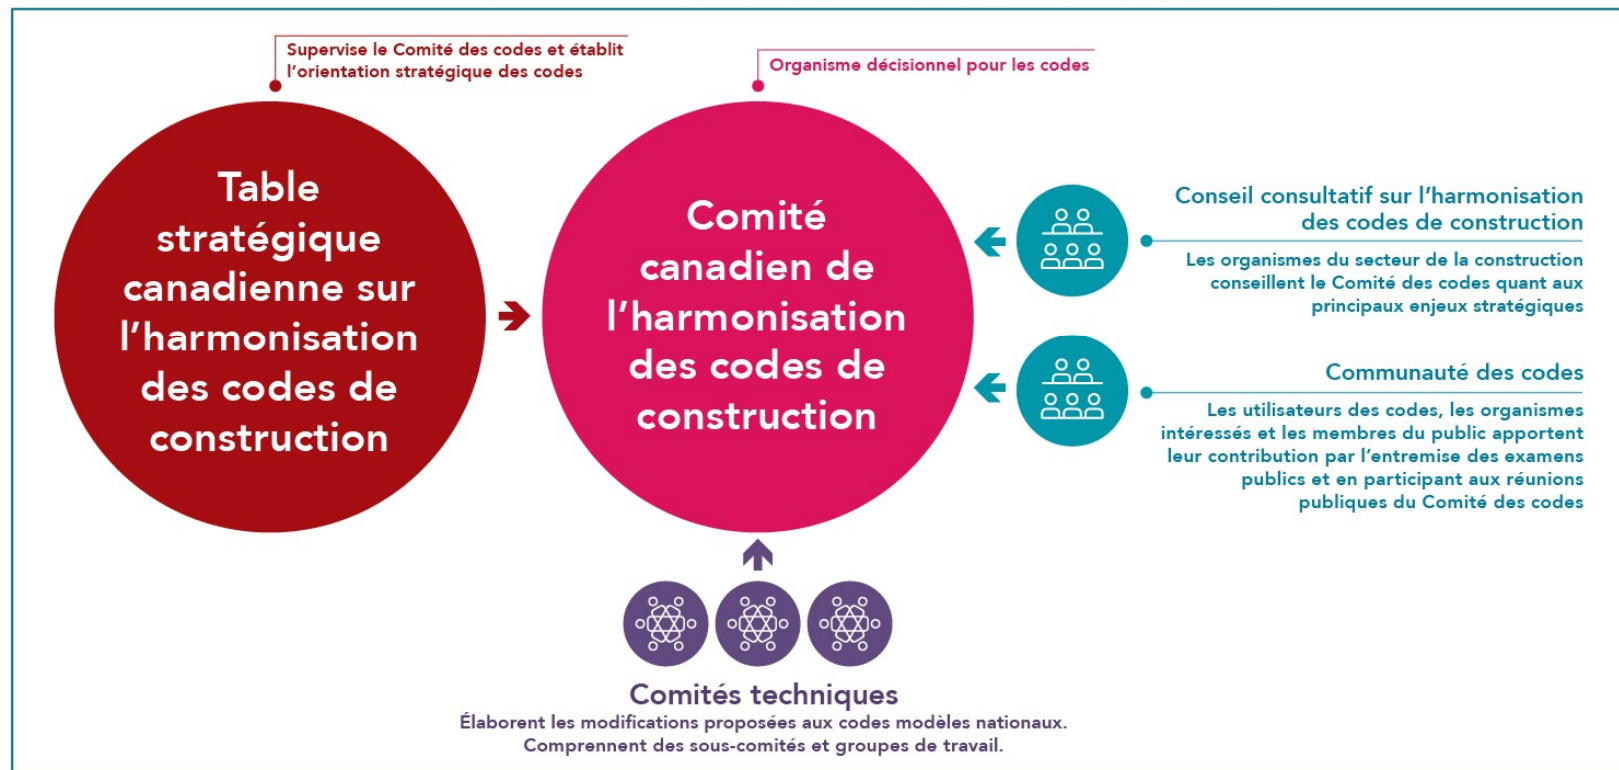 Supervise le Comité des codes et établit
l’orientation stratégique des codes
Organisme décisionnel pour les codes
Table
stratégique
canadienne sur
l’harmonisation
des codes de
construction
Comité
canadien de
l’harmonisation
des codes de
construction
Conseil consultatif sur l’harmonisation
des codes de construction
Les organismes du secteur de la construction
conseillent le Comité des codes quant aux
principaux enjeux stratégiques
Communauté des codes
Les utilisateurs des codes, les organismes
intéressés et les membres du public apportent
leur contribution par l’entremise des examens
publics et en participant aux réunions
publiques du Comité des codes
Comités techniques
Élaborent les modifications proposées aux codes modèles nationaux.
Comprennent des sous-comités et groupes de travail.